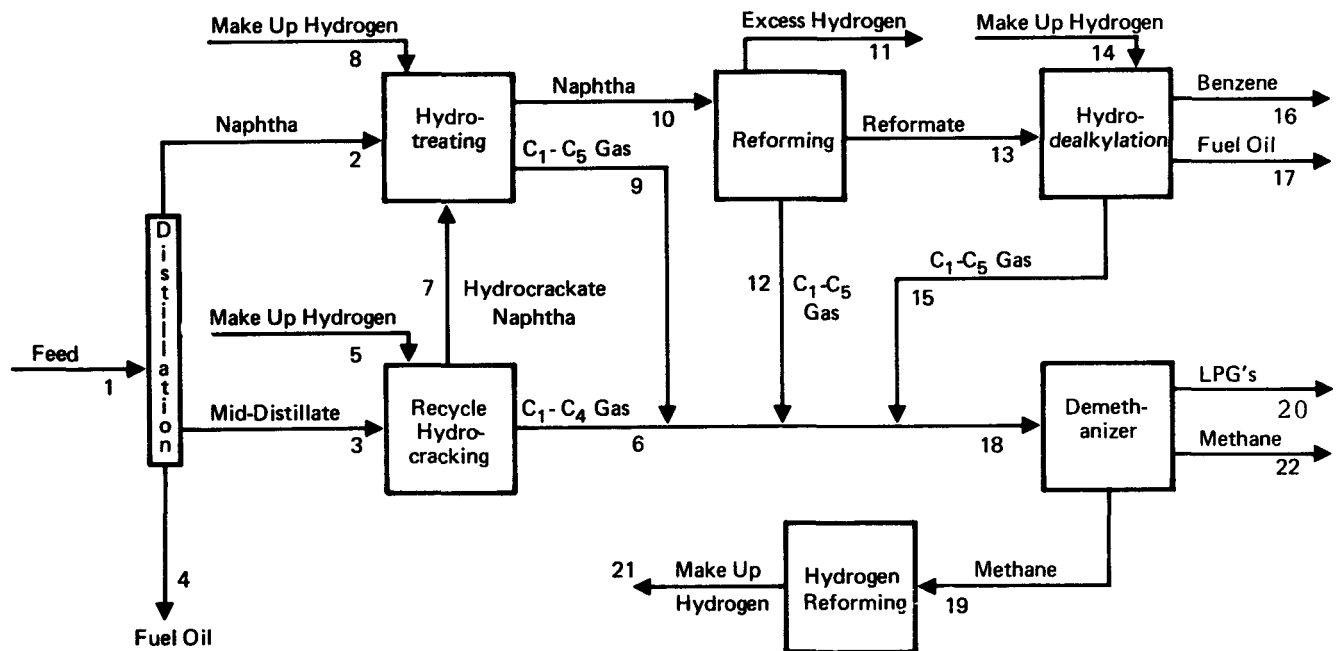 Make Up Hydrogen
8
Excess Hydrogen
11
Make Up Hydrogen
14
Naphtha
2
Hydro-
treating
Naphtha
10
C1-C5 Gas
9
Reforming
Reformate
13
Hydro-
dealkylation
Benzene
16
Fuel Oil
17
Distillation
7
Hydrocrackate
Naphtha
12
C1-C5
Gas
C1-C5 Gas
15
Feed
1
Make Up Hydrogen
5
Mid-Distillate
3
Recycle
Hydro-
cracking
C1-C4 Gas
6
18
Demeth-
anizer
LPG's
20
Methane
22
4
Fuel Oil
21
Make Up
Hydrogen
Hydrogen
Reforming
Methane
19